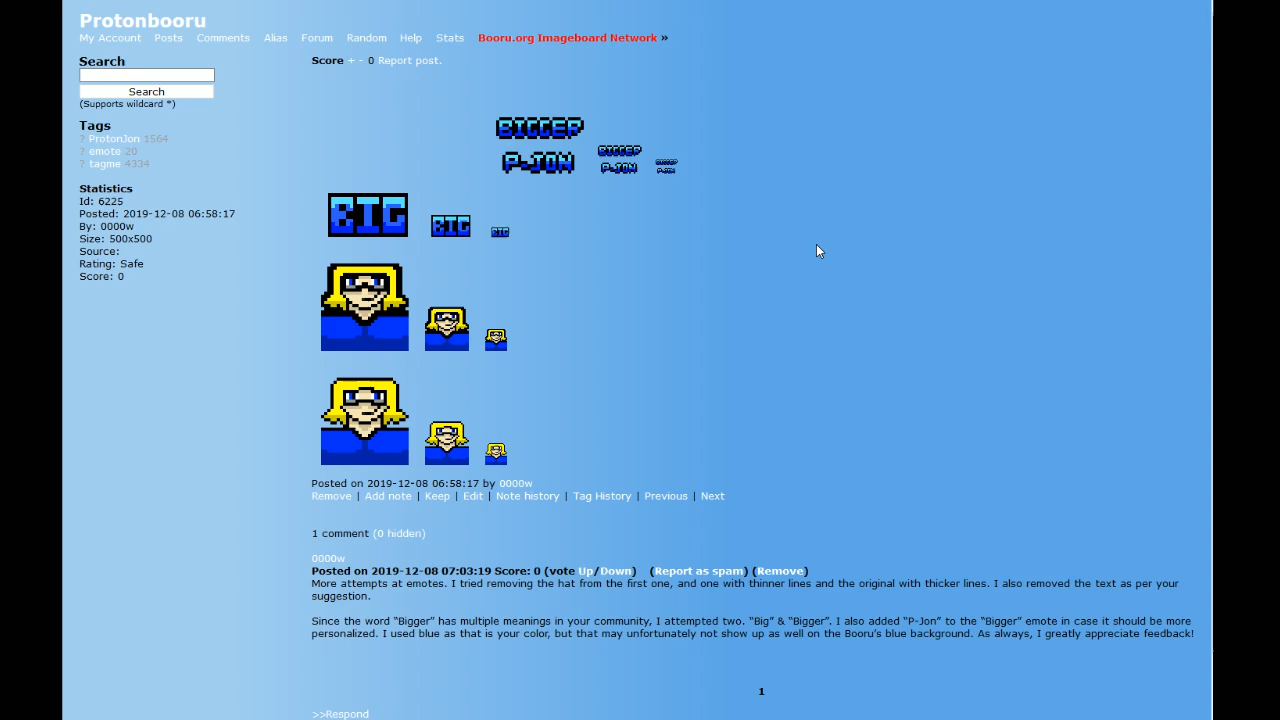 Protonbooru
My Account Posts Comments Alias Forum Random Help Stats Booru.org Imageboard Network »
Search
Search
(Supports wildcard *)
Tags
? ProtonJon 1564
? emote 20
? tagme 4334
Statistics
Id: 6225
Posted: 2019-12-08 06:58:17
By: 0000w
Size: 500x500
Source:
Rating: Safe
Score: 0
Score + - 0 Report post.
BIGGER BIGGER BIGGER
P-JON P-JON P-JON
BIG BIG BIG
Posted on 2019-12-08 06:58:17 by 0000w
Remove | Add note | Keep | Edit | Note history | Tag History | Previous | Next
1 comment (0 hidden)
0000w
Posted on 2019-12-08 07:03:19 Score: 0 (vote Up/Down) (Report as spam) (Remove)
More attempts at emotes. I tried removing the hat from the first one, and one with thinner lines and the original with thicker lines. I also removed the text as per your
suggestion.
Since the word “Bigger” has multiple meanings in your community, I attempted two. “Big” & “Bigger”. I also added “P-Jon” to the “Bigger” emote in case it should be more
personalized. I used blue as that is your color, but that may unfortunately not show up as well on the Booru’s blue background. As always, I greatly appreciate feedback!
1
>>Respond